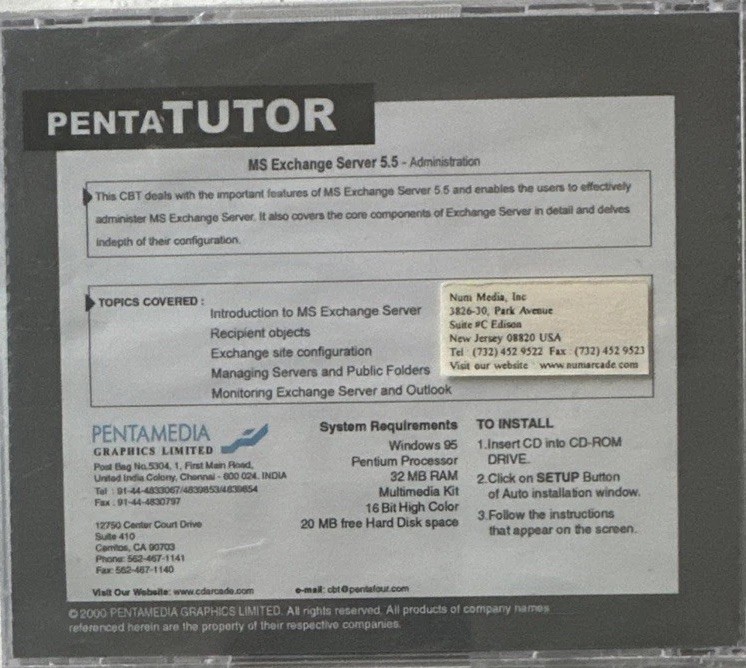 PENTATUTOR
MS Exchange Server 5.5 - Administration
This CBT deals with the important features of MS Exchange Server 5.5 and enables the users to effectively
administer MS Exchange Server. It also covers the core components of Exchange Server in detail and delves
indepth of their configuration.
TOPICS COVERED :
Introduction to MS Exchange Server
Recipient objects
Exchange site configuration
Managing Servers and Public Folders
Monitoring Exchange Server and Outlook
Num Media, Inc
3826-30, Park Avenue
Suite #C Edison
New Jersey 08820 USA
Tel : (732) 452 9522 Fax : (732) 452 9523
Visit our website : www.numarcade.com
PENTAMEDIA
GRAPHICS LIMITED
Post Bag No.5304, 1, First Main Road,
United India Colony, Chennai - 600 024. INDIA
Tel : 91-44-4833067/4839853/4839654
Fax : 91-44-4830797
12750 Center Court Drive
Suite 410
Cerritos, CA 90703
Phone: 562-467-1141
Fax: 562-467-1140
Visit Our Website: www.cdarcade.com
e-mail: cbt@pentafour.com
System Requirements
Windows 95
Pentium Processor
32 MB RAM
Multimedia Kit
16 Bit High Color
20 MB free Hard Disk space
TO INSTALL
1.Insert CD into CD-ROM
DRIVE.
2.Click on SETUP Button
of Auto installation window.
3.Follow the instructions
that appear on the screen.
©2000 PENTAMEDIA GRAPHICS LIMITED. All rights reserved. All products of company names
referenced herein are the property of their respective companies.